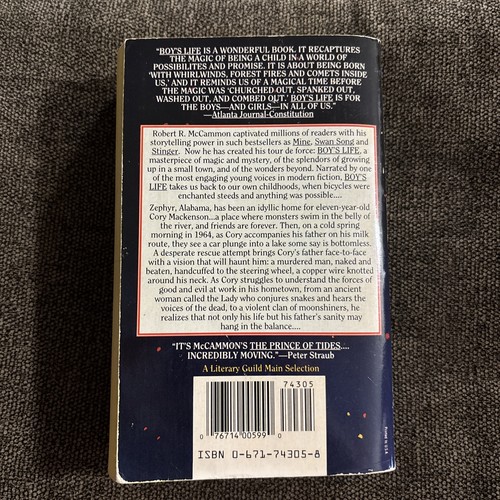 "BOY'S LIFE IS A WONDERFUL BOOK. IT RECAPTURES
THE MAGIC OF BEING A CHILD IN A WORLD OF
POSSIBILITES AND PROMISE. IT IS ABOUT BEING BORN
'WITH WHIRLWINDS, FOREST FIRES AND COMETS INSIDE
US,' AND IT REMINDS US OF A MAGICAL TIME BEFORE
THE MAGIC WAS 'CHURCHED OUT, SPANKED OUT,
WASHED OUT, AND COMBED OUT.' BOY'S LIFE IS FOR
THE BOYS—AND GIRLS—IN ALL OF US."
—Atlanta Journal-Constitution
Robert R. McCammon captivated millions of readers with his
storytelling power in such bestsellers as Mine, Swan Song and
Stinger. Now he has created his tour de force: BOY'S LIFE, a
masterpiece of magic and mystery, of the splendors of growing
up in a small town, and of the wonders beyond. Narrated by one
of the most engaging young voices in modern fiction, BOY'S
LIFE takes us back to our own childhoods, when bicycles were
enchanted steeds and anything was possible....
Zephyr, Alabama, has been an idyllic home for eleven-year-old
Cory Mackenson...a place where monsters swim in the belly of
the river, and friends are forever. Then, on a cold spring
morning in 1964, as Cory accompanies his father on his milk
route, they see a car plunge into a lake some say is bottomless.
A desperate rescue attempt brings Cory's father face-to-face
with a vision that will haunt him: a murdered man, naked and
beaten, handcuffed to the steering wheel, a copper wire knotted
around his neck. As Cory struggles to understand the forces of
good and evil at work in his hometown, from an ancient
woman called the Lady who conjures snakes and hears the
voices of the dead, to a violent clan of moonshiners, he
realizes that not only his life but his father's sanity may
hang in the balance....
"IT'S McCAMMON'S THE PRINCE OF TIDES....
INCREDIBLY MOVING."—Peter Straub
A Literary Guild Main Selection
74305
0 76714 00599 0
ISBN 0-671-74305-8
Printed in U.S.A.